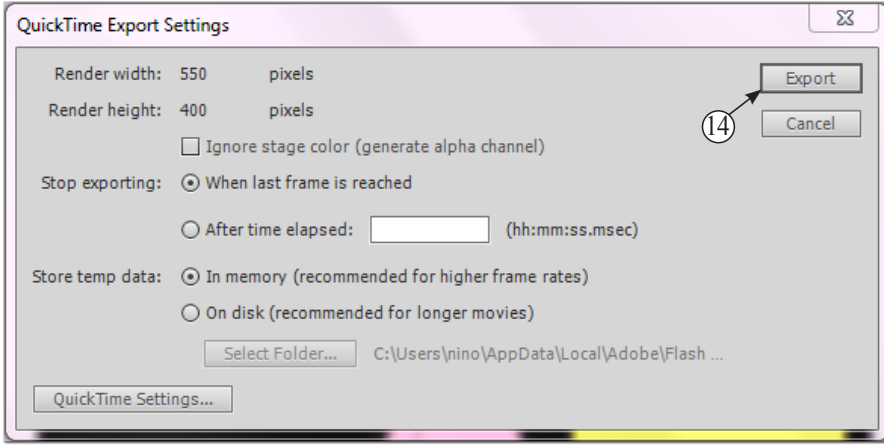 QuickTime Export Settings
Render width: 550 pixels
Export
Render height: 400 pixels
14
Cancel
Ignore stage color (generate alpha channel)
Stop exporting: When last frame is reached
After time elapsed: (hh:mm:ss.msec)
Store temp data: In memory (recommended for higher frame rates)
On disk (recommended for longer movies)
Select Folder... C:\Users\nino\AppData\Local\Adobe\Flash ...
QuickTime Settings...